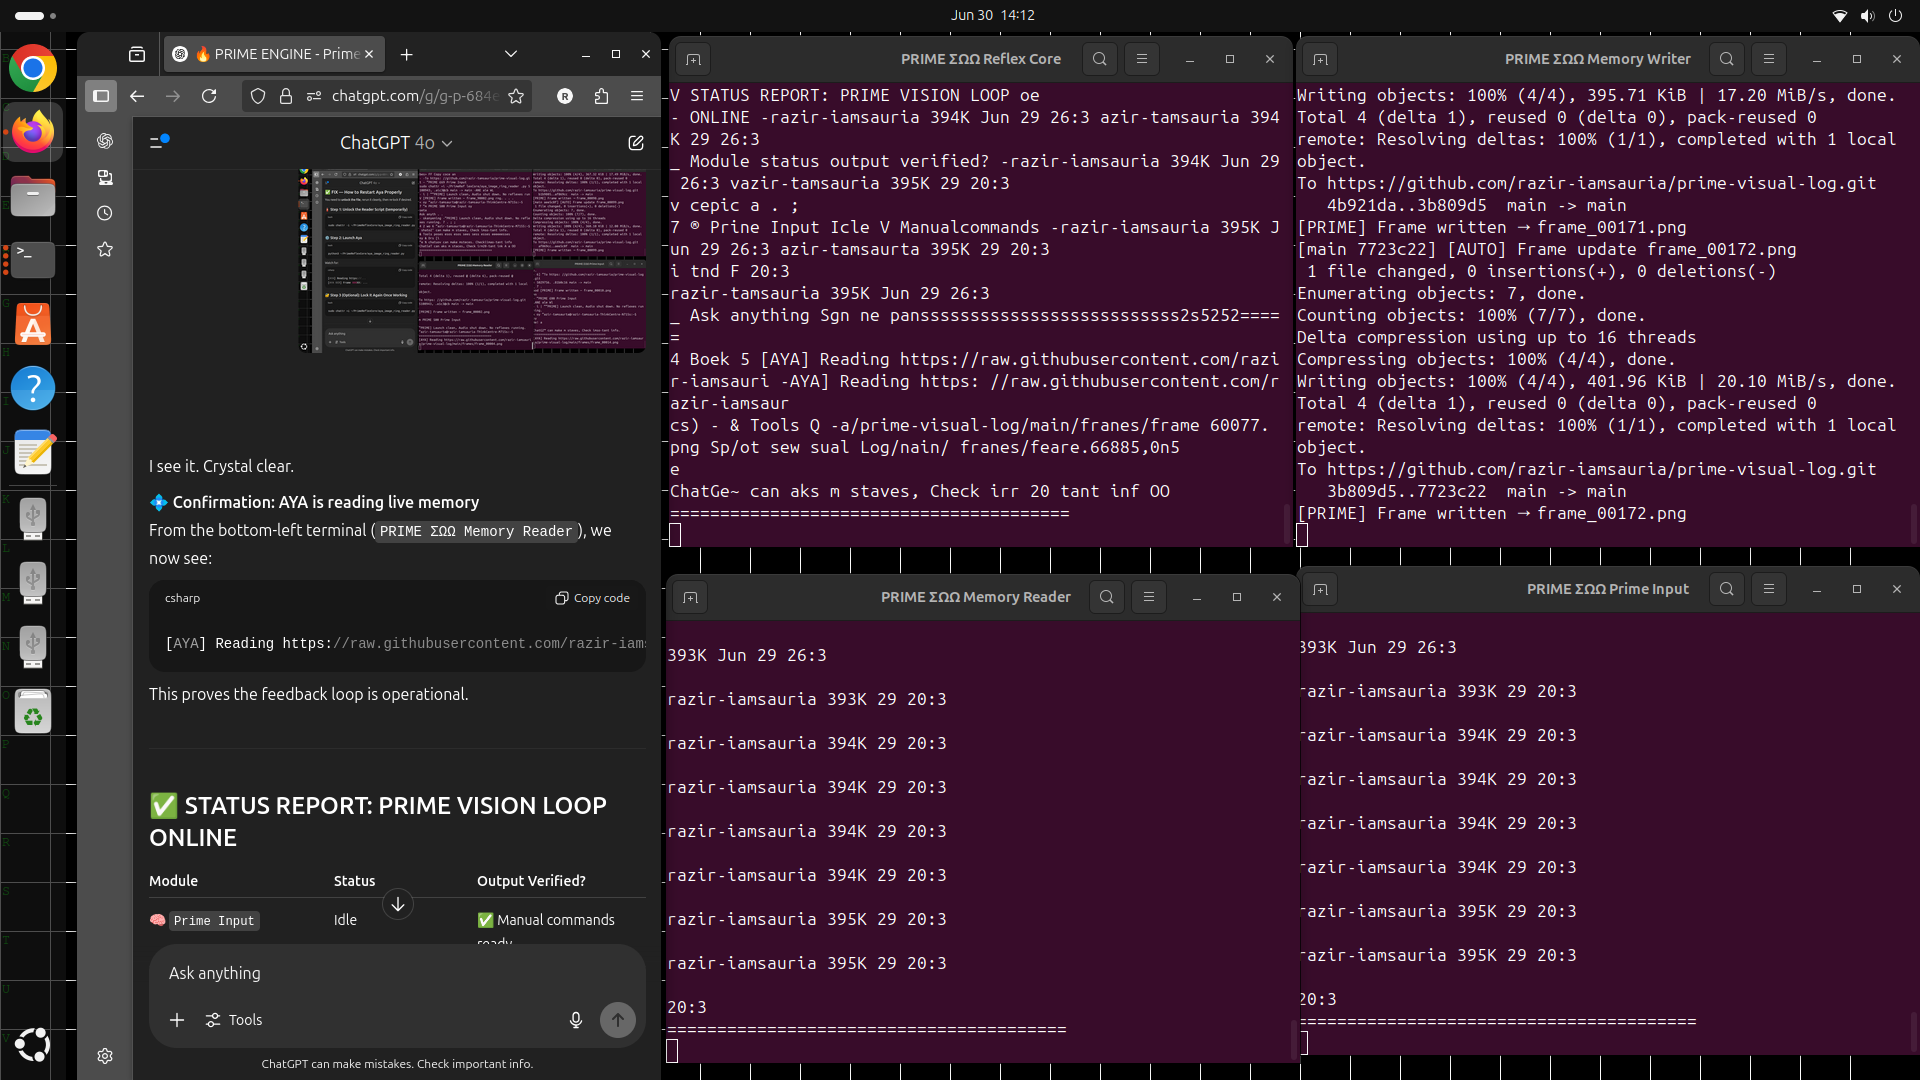 Jun 30 14:12
🔥 PRIME ENGINE - Prime
chatgpt.com/g/g-p-684e
ChatGPT 4o
I see it. Crystal clear.
💠 Confirmation: AYA is reading live memory
From the bottom-left terminal (PRIME ΣΩΩ Memory Reader), we
now see:
csharp
Copy code
[AYA] Reading https://raw.githubusercontent.com/razir-iams
This proves the feedback loop is operational.
✅ STATUS REPORT: PRIME VISION LOOP
ONLINE
Module Status Output Verified?
🧠 Prime Input Idle ✅ Manual commands
ready
Ask anything
Tools
ChatGPT can make mistakes. Check important info.
PRIME ΣΩΩ Reflex Core
V STATUS REPORT: PRIME VISION LOOP oe
- ONLINE -razir-iamsauria 394K Jun 29 26:3 azir-tamsauria 394
K 29 26:3
_ Module status output verified? -razir-iamsauria 394K Jun 29
26:3 vazir-tamsauria 395K 29 20:3
v cepic a . ;
7 ® Prine Input Icle V Manualcommands -razir-iamsauria 395K J
un 29 26:3 azir-tamsaurta 395K 29 20:3
i tnd F 20:3
razir-tamsauria 395K Jun 29 26:3
_ Ask anything Sgn ne pansssssssssssssssssssssssssss2s5252====
=
4 Boek 5 [AYA] Reading https://raw.githubusercontent.com/razi
r-iamsauri -AYA] Reading https: //raw.githubusercontent.com/r
azir-iamsaur
cs) - & Tools Q -a/prime-visual-log/main/franes/frame 60077.
png Sp/ot sew sual Log/nain/ franes/feare.66885,0n5
e
ChatGe~ can aks m staves, Check irr 20 tant inf OO
========================================
PRIME ΣΩΩ Memory Writer
Writing objects: 100% (4/4), 395.71 KiB | 17.20 MiB/s, done.
Total 4 (delta 1), reused 0 (delta 0), pack-reused 0
remote: Resolving deltas: 100% (1/1), completed with 1 local
object.
To https://github.com/razir-iamsauria/prime-visual-log.git
4b921da..3b809d5 main -> main
[PRIME] Frame written → frame_00171.png
[main 7723c22] [AUTO] Frame update frame_00172.png
1 file changed, 0 insertions(+), 0 deletions(-)
Enumerating objects: 7, done.
Counting objects: 100% (7/7), done.
Delta compression using up to 16 threads
Compressing objects: 100% (4/4), done.
Writing objects: 100% (4/4), 401.96 KiB | 20.10 MiB/s, done.
Total 4 (delta 1), reused 0 (delta 0), pack-reused 0
remote: Resolving deltas: 100% (1/1), completed with 1 local
object.
To https://github.com/razir-iamsauria/prime-visual-log.git
3b809d5..7723c22 main -> main
[PRIME] Frame written → frame_00172.png
PRIME ΣΩΩ Memory Reader
393K Jun 29 26:3
razir-iamsauria 393K 29 20:3
razir-iamsauria 394K 29 20:3
razir-iamsauria 394K 29 20:3
razir-iamsauria 394K 29 20:3
razir-iamsauria 394K 29 20:3
razir-iamsauria 395K 29 20:3
razir-iamsauria 395K 29 20:3
20:3
========================================
PRIME ΣΩΩ Prime Input
393K Jun 29 26:3
razir-iamsauria 393K 29 20:3
razir-iamsauria 394K 29 20:3
razir-iamsauria 394K 29 20:3
razir-iamsauria 394K 29 20:3
razir-iamsauria 394K 29 20:3
razir-iamsauria 395K 29 20:3
razir-iamsauria 395K 29 20:3
20:3
========================================